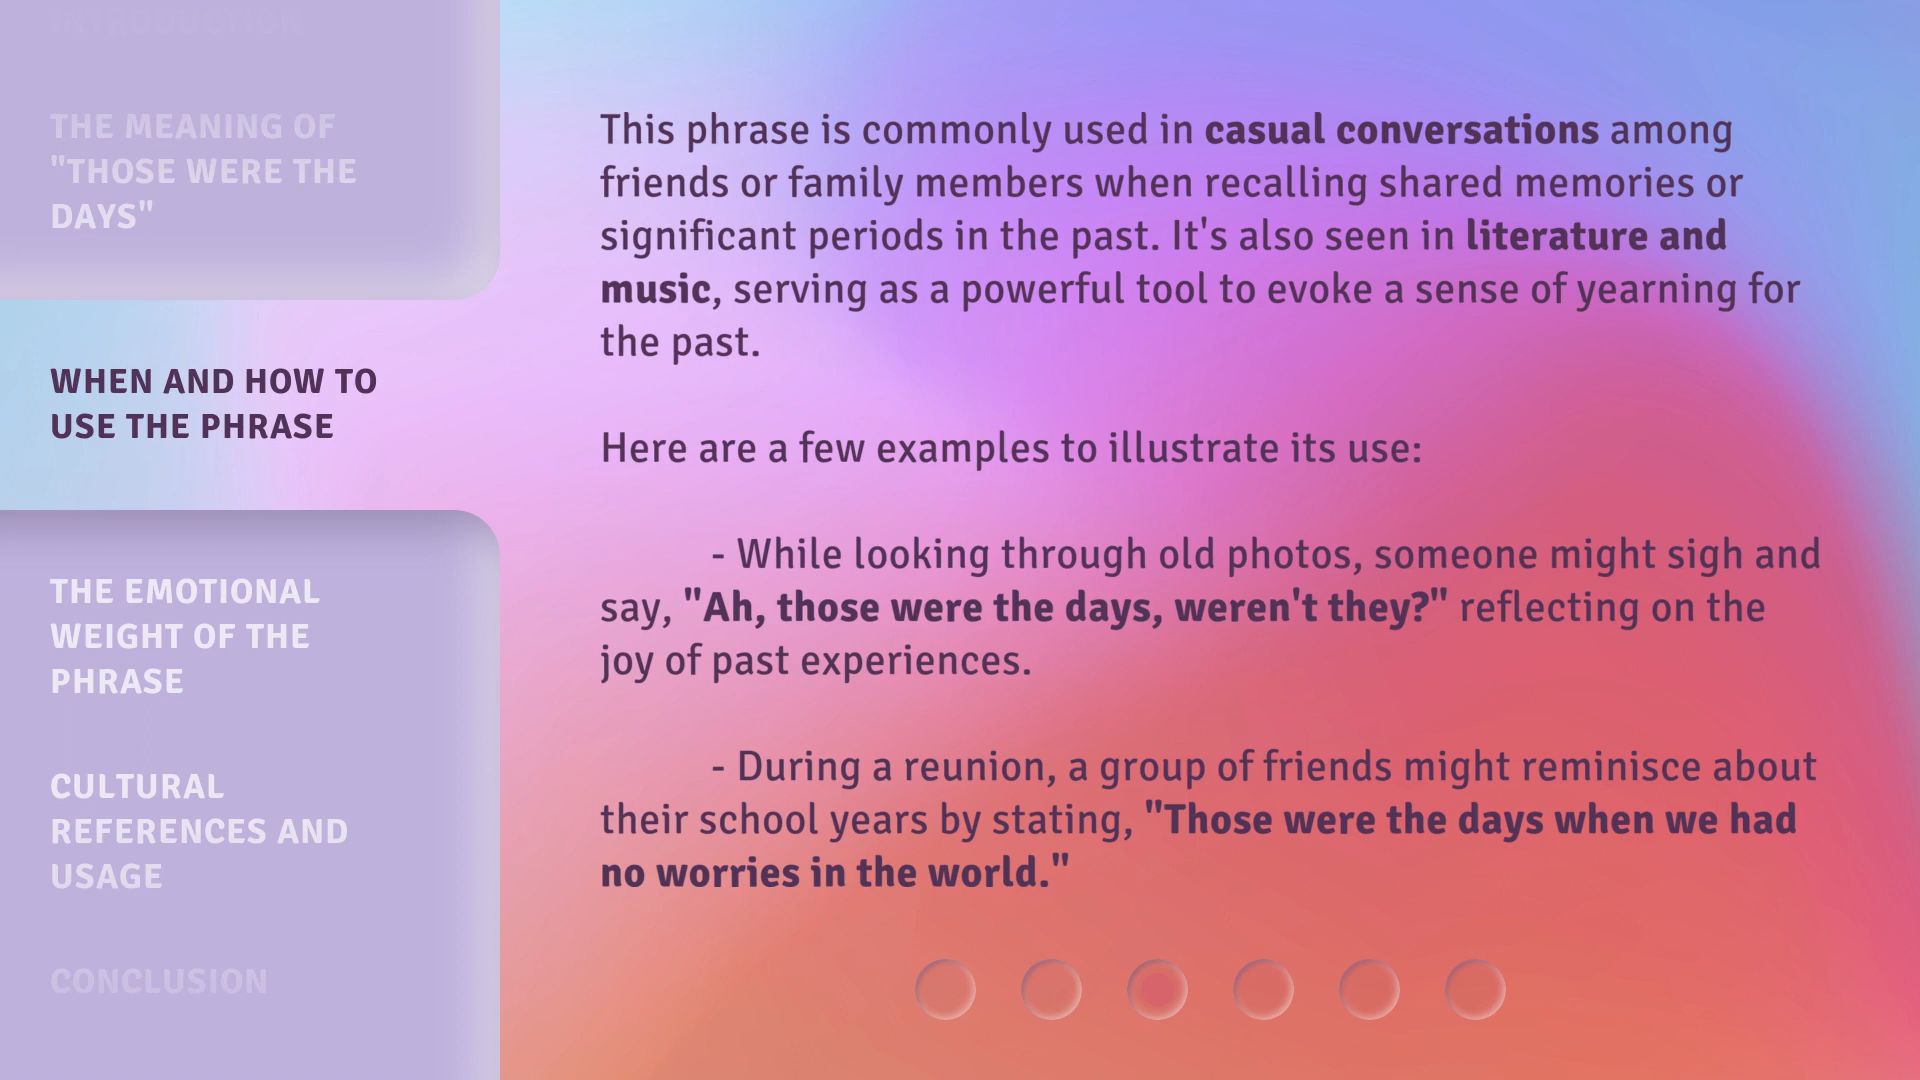 INTRODUCTION
THE MEANING OF
"THOSE WERE THE
DAYS"
WHEN AND HOW TO
USE THE PHRASE
THE EMOTIONAL
WEIGHT OF THE
PHRASE
CULTURAL
REFERENCES AND
USAGE
CONCLUSION
This phrase is commonly used in casual conversations among
friends or family members when recalling shared memories or
significant periods in the past. It's also seen in literature and
music, serving as a powerful tool to evoke a sense of yearning for
the past.
Here are a few examples to illustrate its use:
- While looking through old photos, someone might sigh and
say, "Ah, those were the days, weren't they?" reflecting on the
joy of past experiences.
- During a reunion, a group of friends might reminisce about
their school years by stating, "Those were the days when we had
no worries in the world."